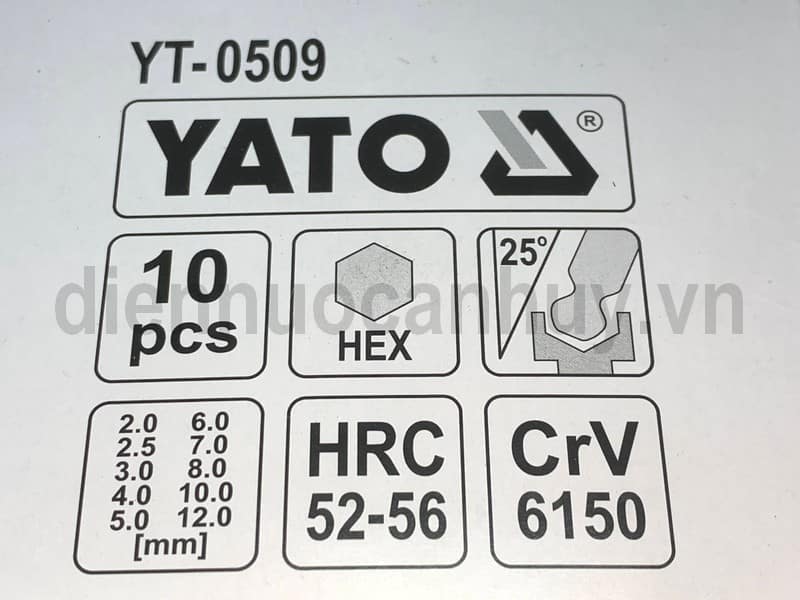 YT-0509
YATO ®
10
pcs
HEX
25°
diennuocanhuy.vn
2.0 6.0
2.5 7.0
3.0 8.0
4.0 10.0
5.0 12.0
[mm]
HRC
52-56
CrV
6150